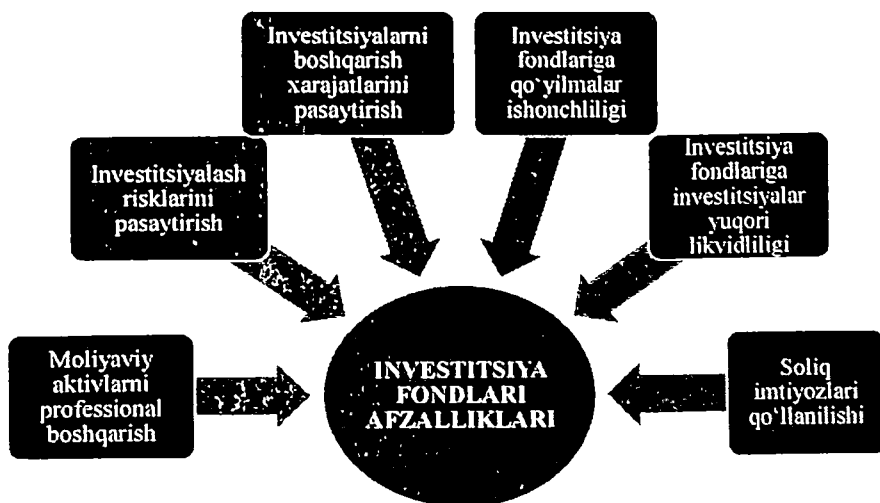 Investitsiyalarni
boshqarish
xarajatlarini
pasaytirish
Investitsiya
fondlariga
qo`yilmalar
ishonchliligi
Investitsiyalash
risklarini
pasaytirish
Investitsiya
fondlariga
investitsiyalar
yuqori
likvidliligi
Moliyaviy
aktivlarni
professional
boshqarish
INVESTITSIYA
FONDLARI
AFZALLIKLARI
Soliq
imtiyozlari
qo‘llanilishi